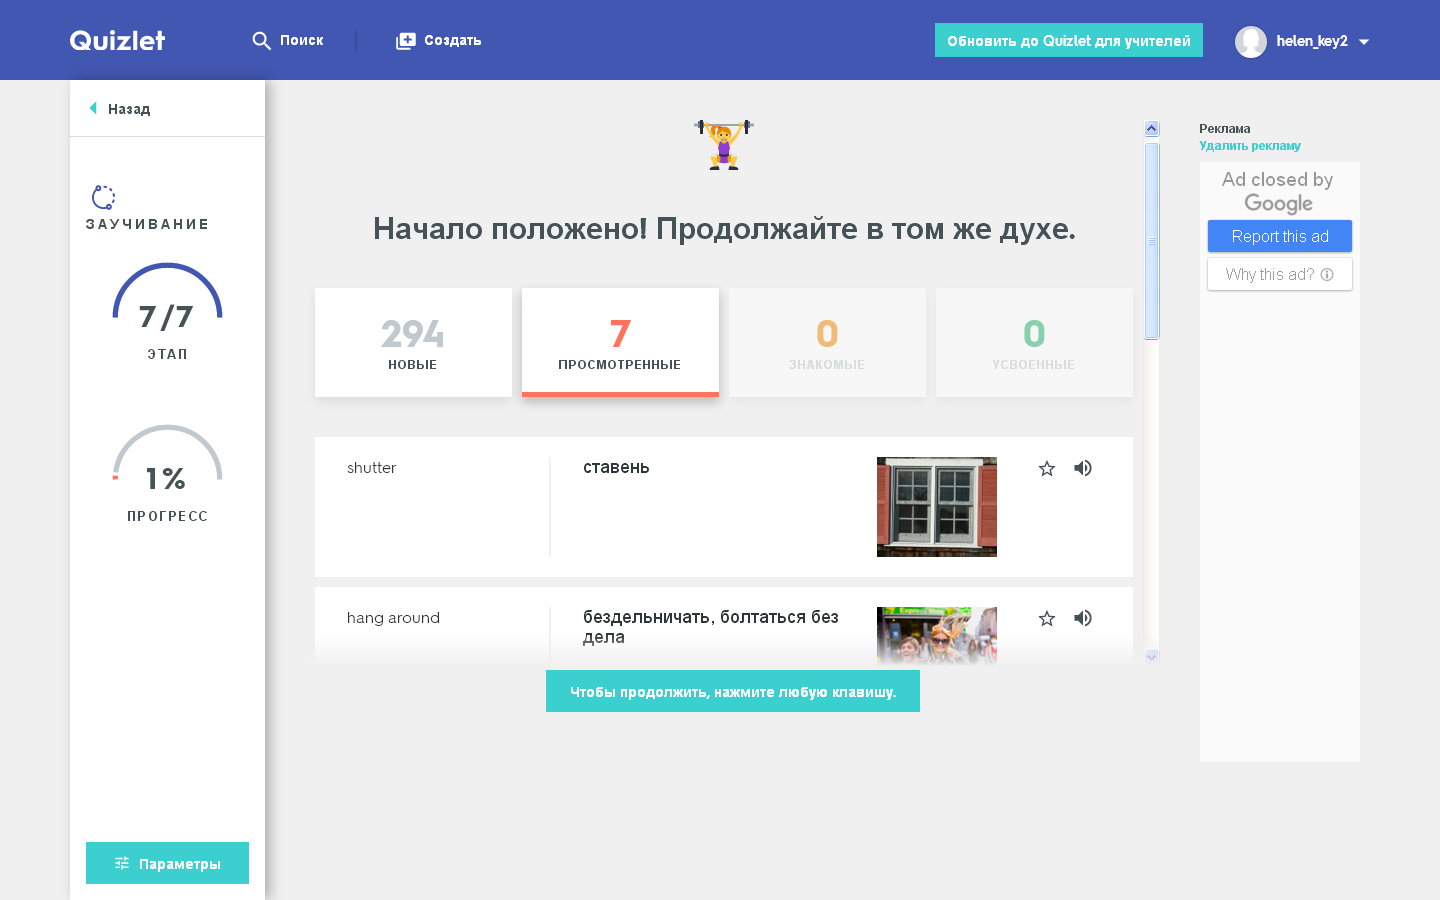 Quizlet
Поиск
Создать
Обновить до Quizlet для учителей
helen_key2
Назад
ЗАУЧИВАНИЕ
7/7
ЭТАП
1%
ПРОГРЕСС
Параметры
Начало положено! Продолжайте в том же духе.
294
НОВЫЕ
7
ПРОСМОТРЕННЫЕ
0
ЗНАКОМЫЕ
0
УСВОЕННЫЕ
shutter
ставень
hang around
бездельничать, болтаться без
дела
Чтобы продолжить, нажмите любую клавишу.
Реклама
Удалить рекламу
Ad closed by
Google
Report this ad
Why this ad?